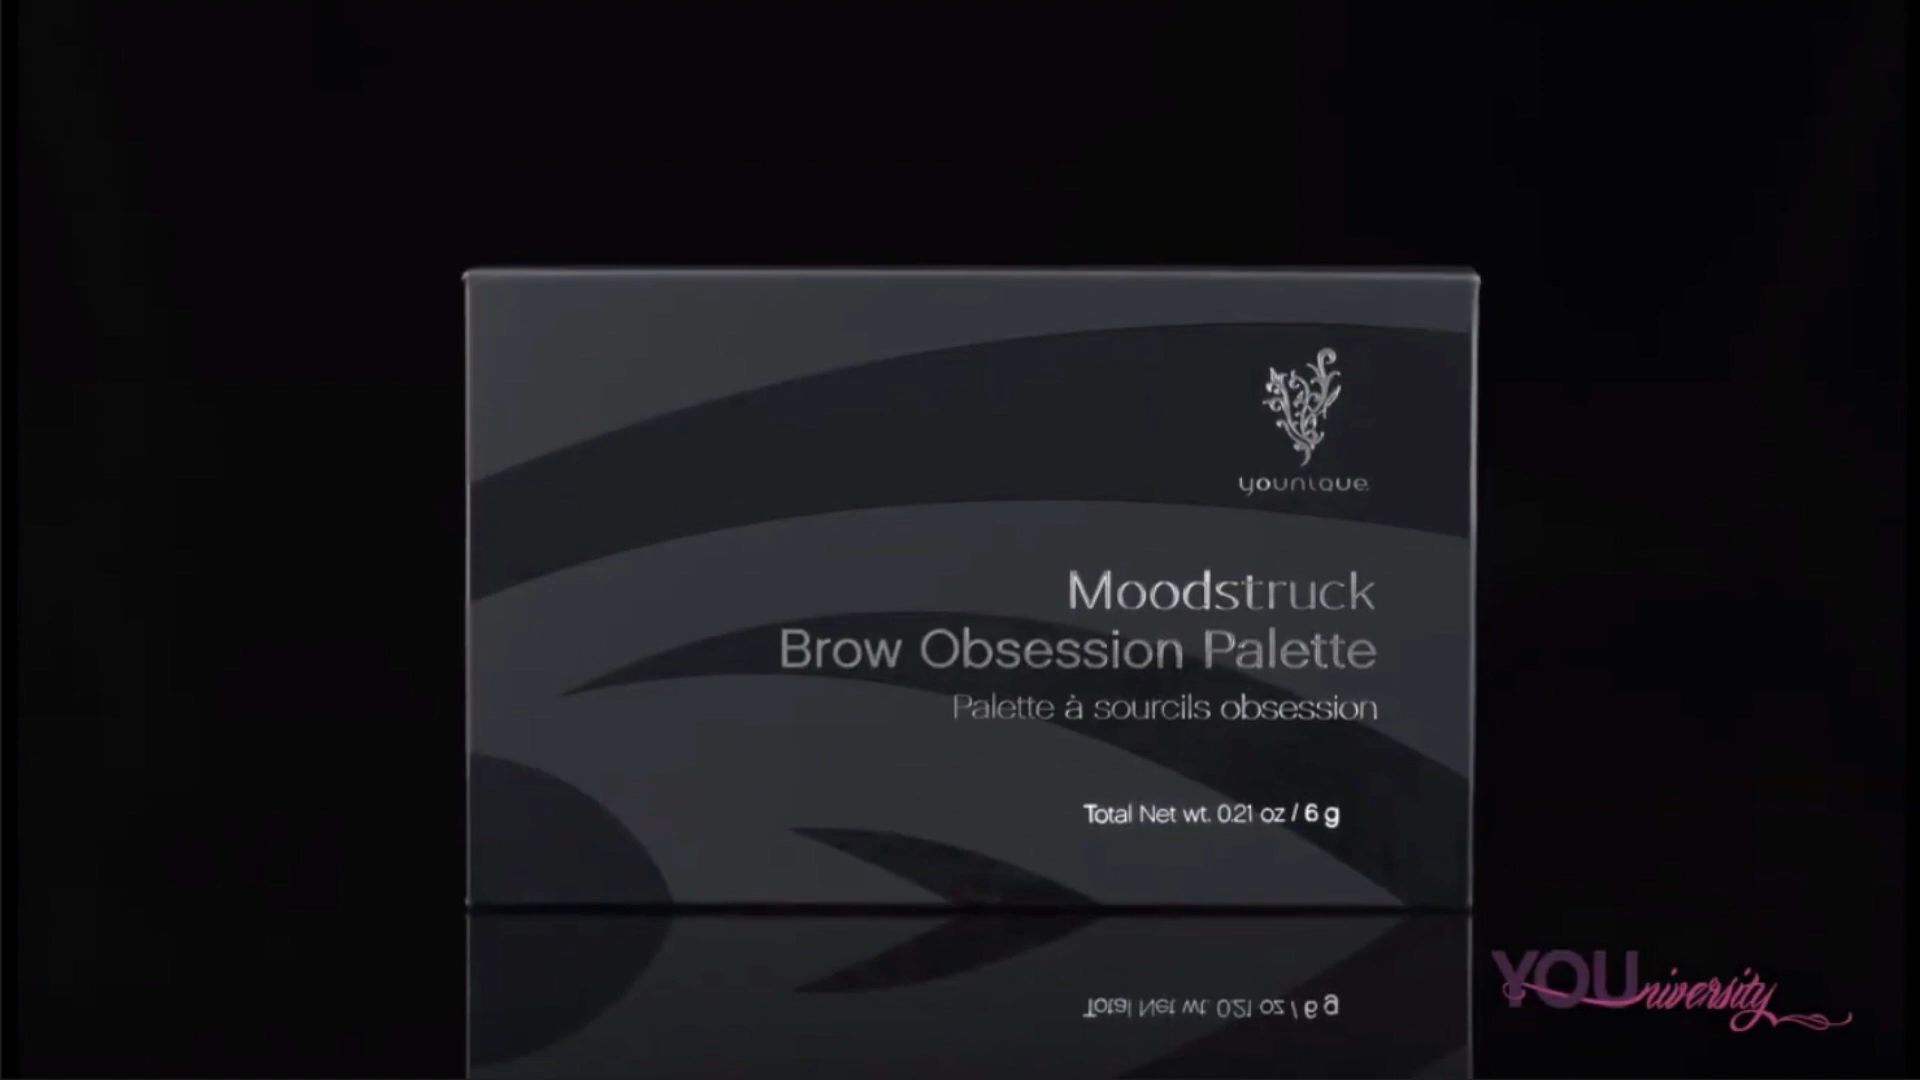 younique
Moodstruck
Brow Obsession Palette
Palette à sourcils obsession
Total Net wt. 0.21 oz / 6 g
Total Net wt. 0.21 oz / 6 g
YOUniversity